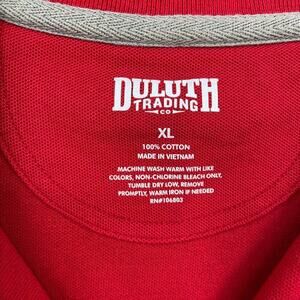 DULUTH
TRADING
CO
XL
100% COTTON
MADE IN VIETNAM
MACHINE WASH WARM WITH LIKE
COLORS, NON-CHLORINE BLEACH ONLY,
TUMBLE DRY LOW, REMOVE
PROMPTLY, WARM IRON IF NEEDED
RN#106803